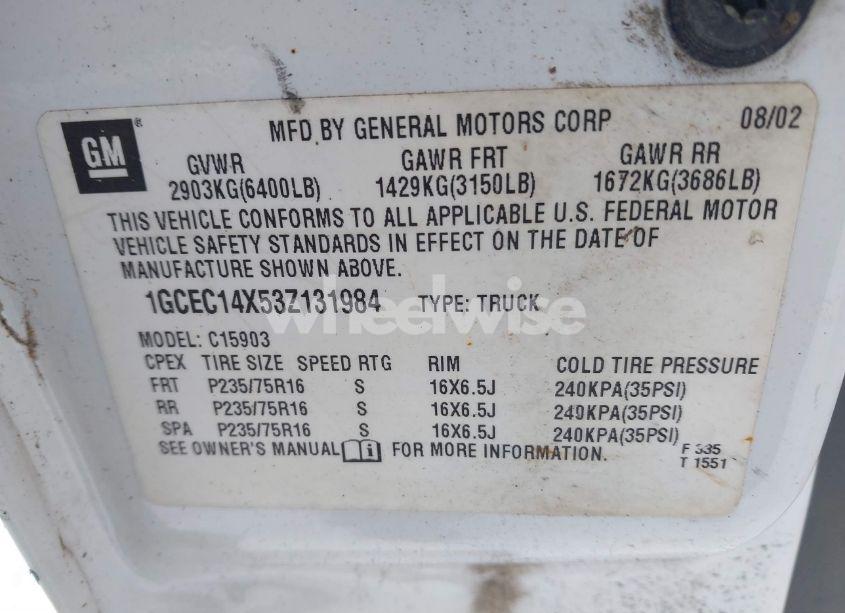 GM
MFD BY GENERAL MOTORS CORP 08/02
GVWR GAWR FRT GAWR RR
2903KG(6400LB) 1429KG(3150LB) 1672KG(3686LB)
THIS VEHICLE CONFORMS TO ALL APPLICABLE U.S. FEDERAL MOTOR
VEHICLE SAFETY STANDARDS IN EFFECT ON THE DATE OF
MANUFACTURE SHOWN ABOVE.
1GCEC14X53Z131984 TYPE: TRUCK
wheelwise
MODEL: C15903
CPEX TIRE SIZE SPEED RTG RIM COLD TIRE PRESSURE
FRT P235/75R16 S 16X6.5J 240KPA(35PSI)
RR P235/75R16 S 16X6.5J 240KPA(35PSI)
SPA P235/75R16 S 16X6.5J 240KPA(35PSI)
SEE OWNER'S MANUAL FOR MORE INFORMATION.
F 335
T 1551